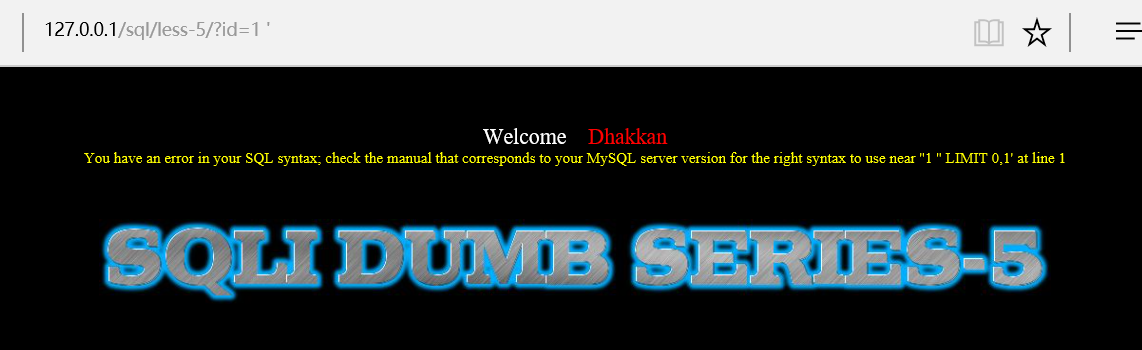 127.0.0.1/sql/less-5/?id=1 '
Welcome Dhakkan
You have an error in your SQL syntax; check the manual that corresponds to your MySQL server version for the right syntax to use near ''1 '' LIMIT 0,1' at line 1
SQLI DUMB SERIES-5